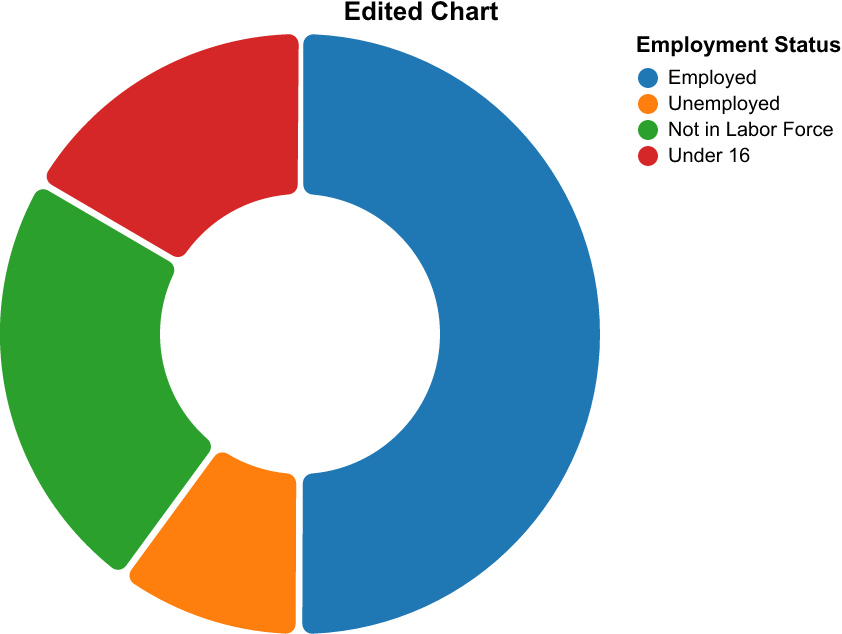 Edited Chart
Employment Status
Employed
Unemployed
Not in Labor Force
Under 16